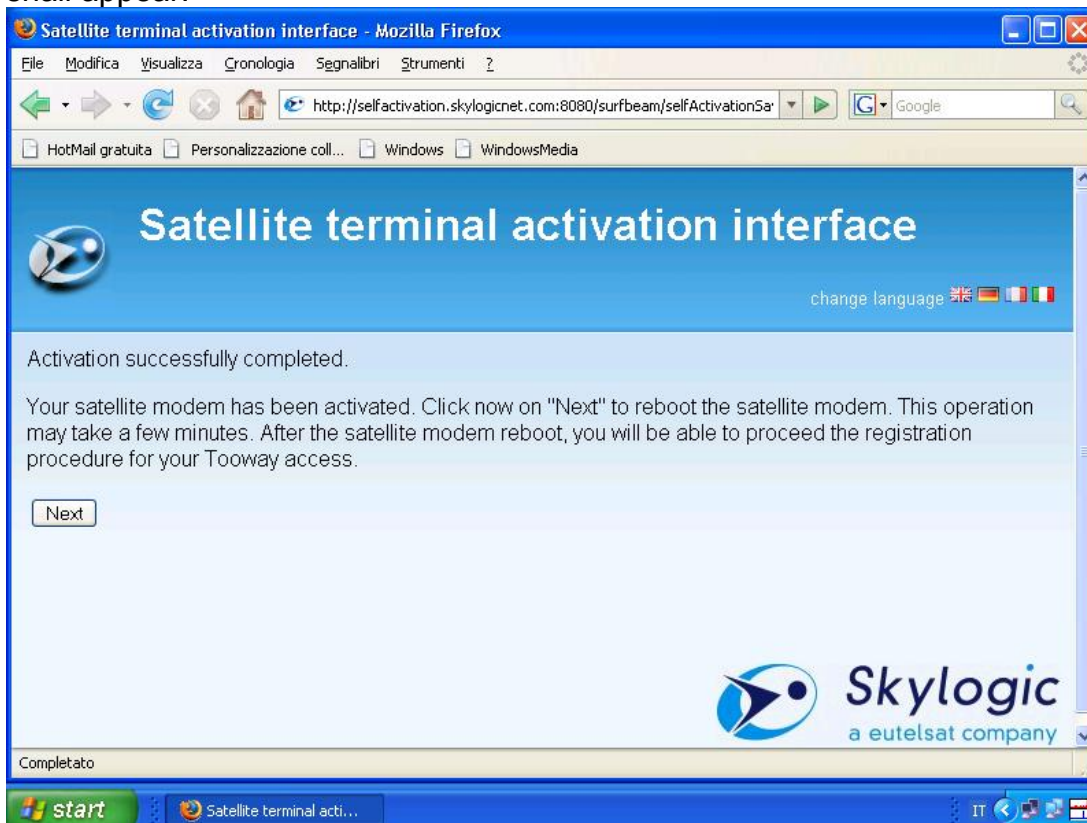 Satellite terminal activation interface - Mozilla Firefox
File Modifica Visualizza Cronologia Segnalibri Strumenti ?
http://selfactivation.skylogicnet.com:8080/surfbeam/selfActivationSa G Google
HotMail gratuita Personalizzazione coll... Windows WindowsMedia
Satellite terminal activation interface
change language
Activation successfully completed.
Your satellite modem has been activated. Click now on "Next" to reboot the satellite modem. This operation
may take a few minutes. After the satellite modem reboot, you will be able to proceed the registration
procedure for your Tooway access.
Next
Skylogic
a eutelsat company
Completato
start Satellite terminal acti... IT